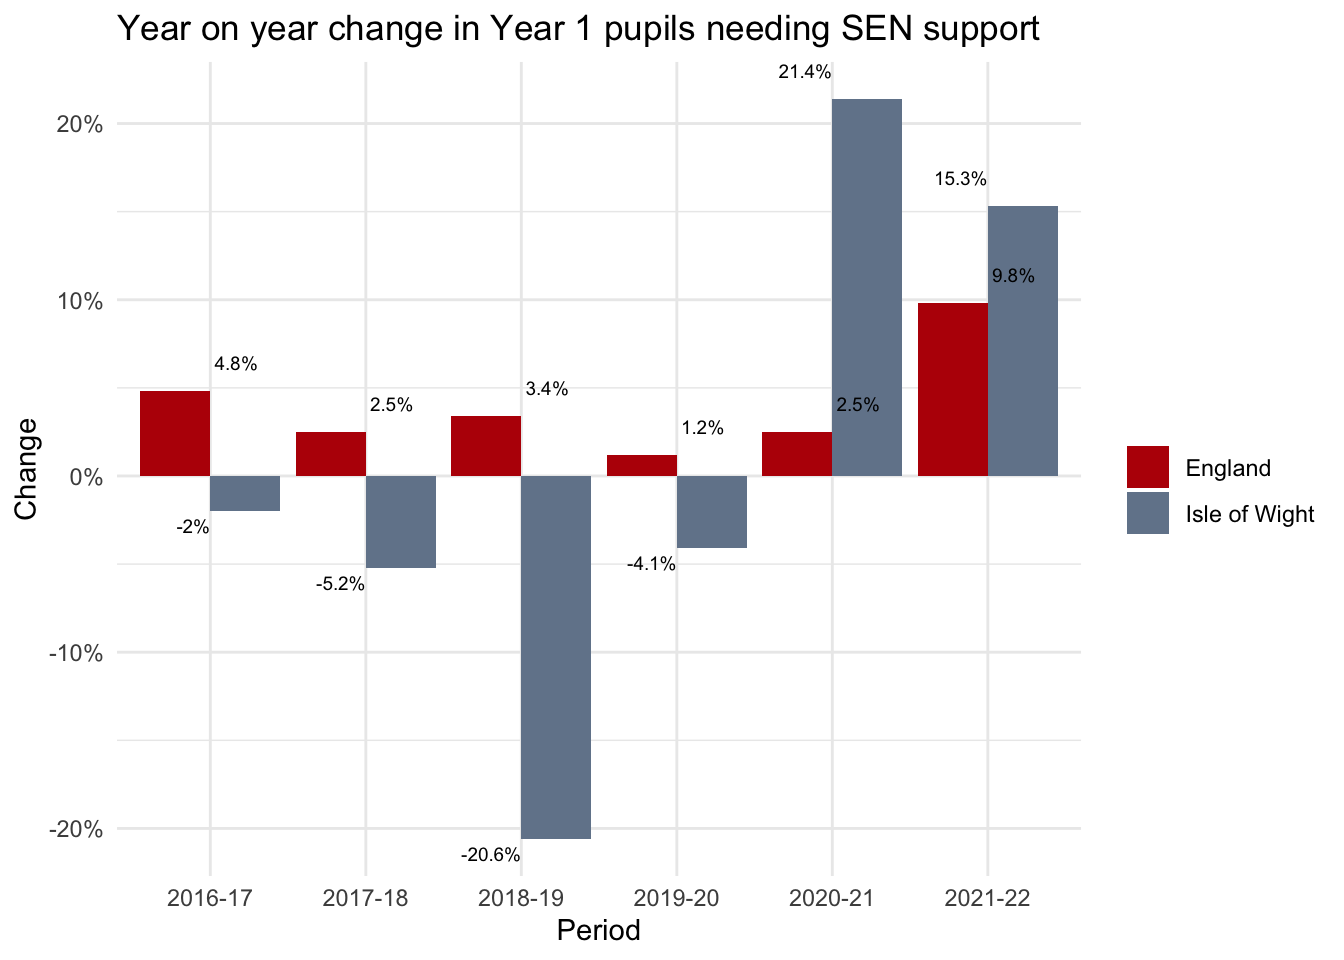 Year on year change in Year 1 pupils needing SEN support
21.4%
20%
15.3%
10%
9.8%
4.8%
2.5%
3.4%
1.2%
2.5%
0%
-2%
-5.2%
-4.1%
-10%
-20%
-20.6%
Change
England
Isle of Wight
2016-17 2017-18 2018-19 2019-20 2020-21 2021-22
Period